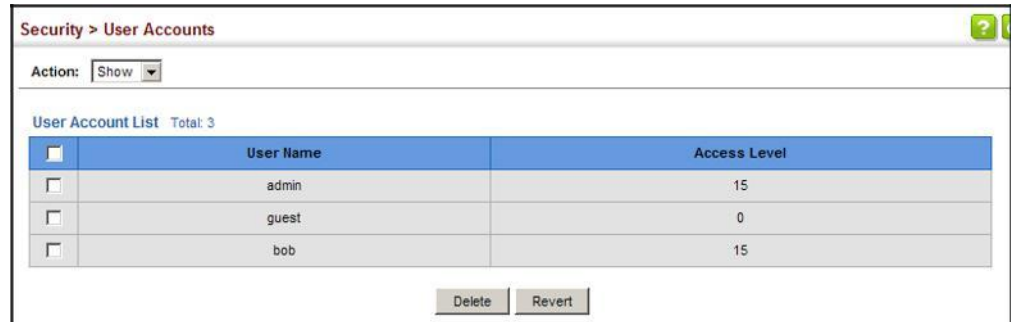 Security > User Accounts
?
Action: Show
User Account List Total: 3
User Name Access Level
admin 15
guest 0
bob 15
Delete Revert